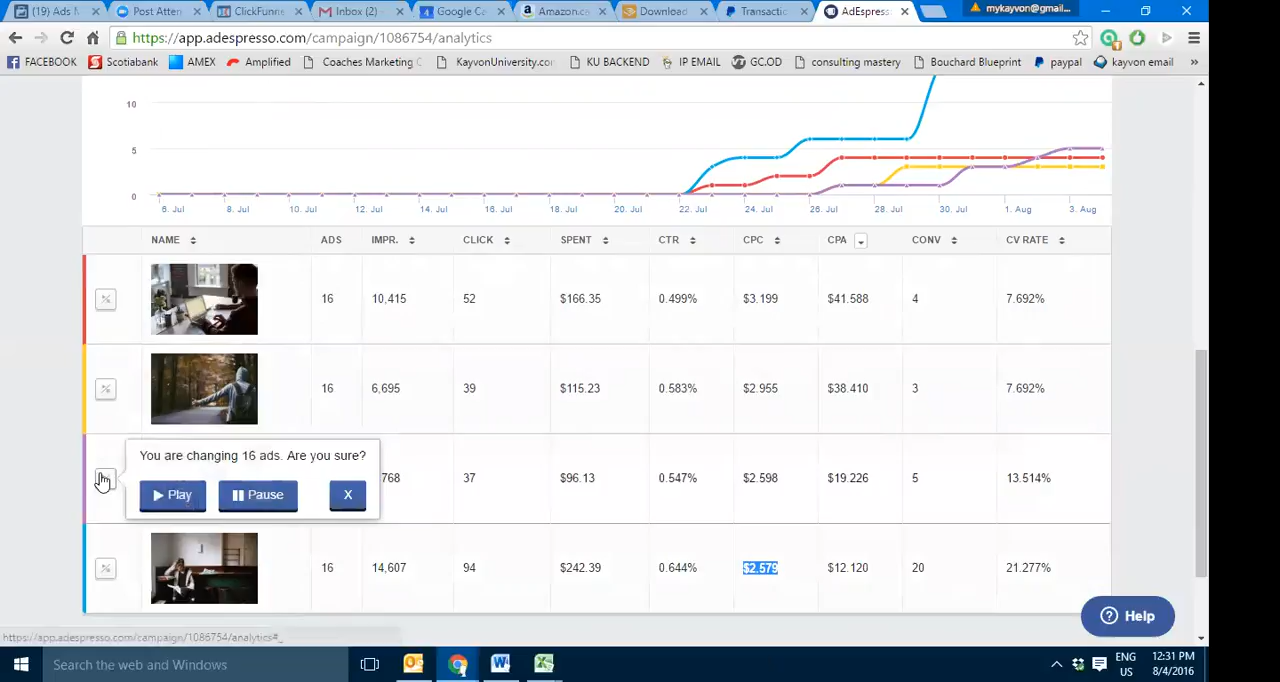 (19) Ads M
Post Atten
ClickFunne
Inbox (2)
Google Ca
Amazon.c
Download
Transactio
AdEspress
mykayvon@gmail...
https://app.adespresso.com/campaign/1086754/analytics
FACEBOOK
Scotiabank
AMEX
Amplified
Coaches Marketing C
KayvonUniversity.co
KU BACKEND
IP EMAIL
GC.OD
consulting mastery
Bouchard Blueprint
paypal
kayvon email
»
10
5
0
6. Jul
8. Jul
10. Jul
12. Jul
14. Jul
16. Jul
18. Jul
20. Jul
22. Jul
24. Jul
26. Jul
28. Jul
30. Jul
1. Aug
3. Aug
NAME ADS IMPR. CLICK SPENT CTR CPC CPA CONV CV RATE
16 10,415 52 $166.35 0.499% $3.199 $41.588 4 7.692%
16 6,695 39 $115.23 0.583% $2.955 $38.410 3 7.692%
You are changing 16 ads. Are you sure?
Play
Pause
X
768 37 $96.13 0.547% $2.598 $19.226 5 13.514%
16 14,607 94 $242.39 0.644% $2.579 $12.120 20 21.277%
Help
https://app.adespresso.com/campaign/1086754/analytics#_
Search the web and Windows
ENG
US
12:31 PM
8/4/2016